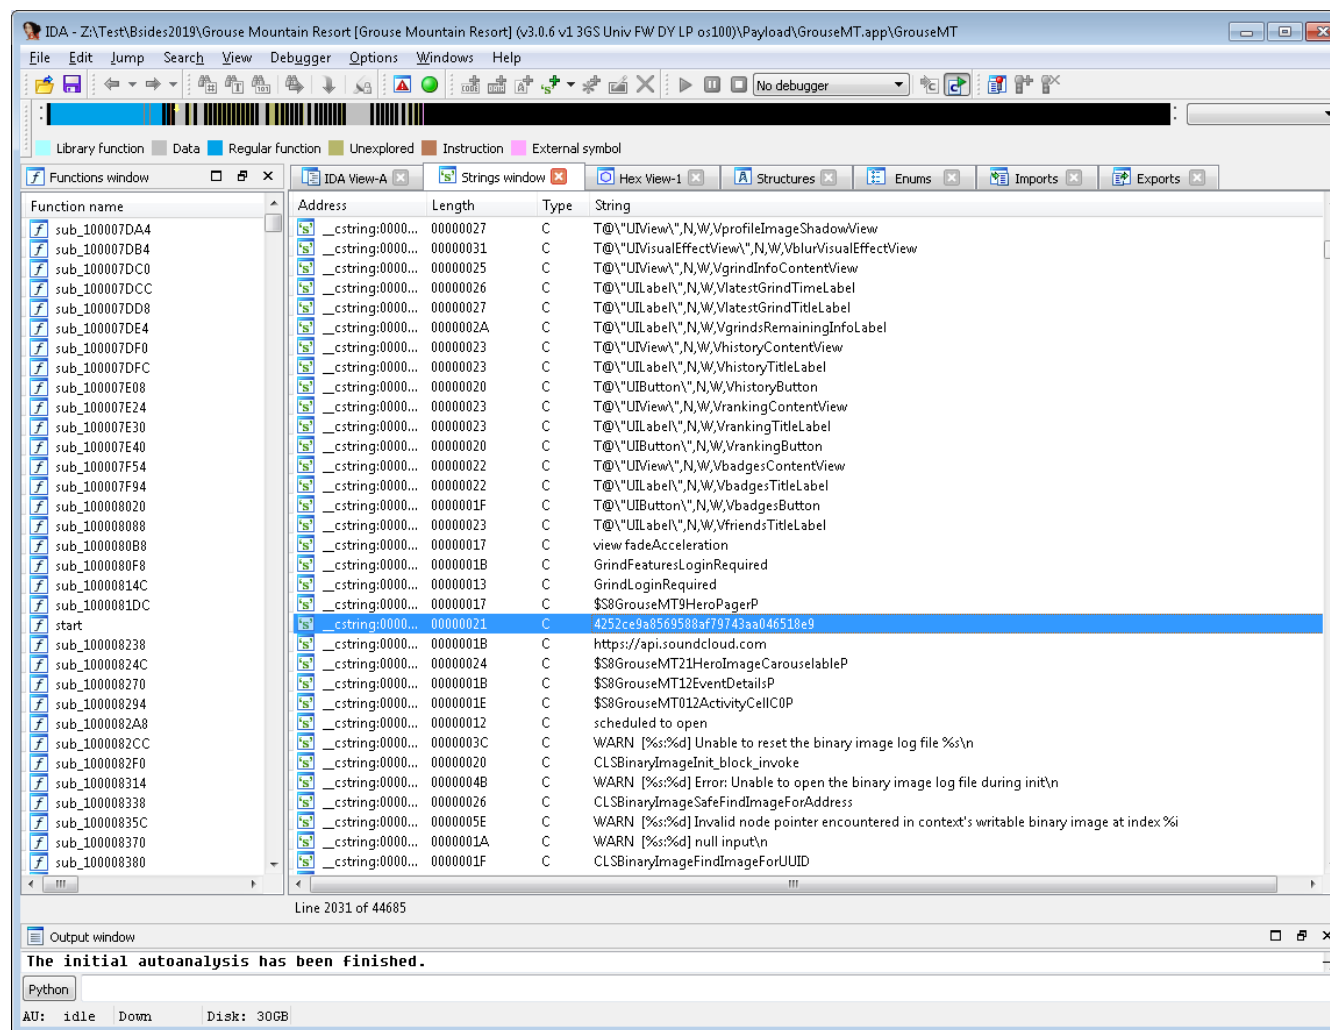 IDA - Z:\Test\Bsides2019\Grouse Mountain Resort [Grouse Mountain Resort] (v3.0.6 v1 3GS Univ FW DY LP os100)\Payload\GrouseMT.app\GrouseMT
File Edit Jump Search View Debugger Options Windows Help
No debugger
Library function Data Regular function Unexplored Instruction External symbol
Functions window
IDA View-A Strings window Hex View-1 Structures Enums Imports Exports
Function name
sub_100007DA4
sub_100007DB4
sub_100007DC0
sub_100007DCC
sub_100007DD8
sub_100007DE4
sub_100007DF0
sub_100007DFC
sub_100007E08
sub_100007E24
sub_100007E30
sub_100007E40
sub_100007F54
sub_100007F94
sub_100008020
sub_100008088
sub_1000080B8
sub_1000080F8
sub_10000814C
sub_1000081DC
start
sub_100008238
sub_10000824C
sub_100008270
sub_100008294
sub_1000082A8
sub_1000082CC
sub_1000082F0
sub_100008314
sub_100008338
sub_10000835C
sub_100008370
sub_100008380
Address Length Type String
__cstring:0000... 00000027 C T@\"UIView\",N,W,VprofileImageShadowView
__cstring:0000... 00000031 C T@\"UIVisualEffectView\",N,W,VblurVisualEffectView
__cstring:0000... 00000025 C T@\"UIView\",N,W,VgrindInfoContentView
__cstring:0000... 00000026 C T@\"UILabel\",N,W,VlatestGrindTimeLabel
__cstring:0000... 00000027 C T@\"UILabel\",N,W,VlatestGrindTitleLabel
__cstring:0000... 0000002A C T@\"UILabel\",N,W,VgrindsRemainingInfoLabel
__cstring:0000... 00000023 C T@\"UIView\",N,W,VhistoryContentView
__cstring:0000... 00000023 C T@\"UILabel\",N,W,VhistoryTitleLabel
__cstring:0000... 00000020 C T@\"UIButton\",N,W,VhistoryButton
__cstring:0000... 00000023 C T@\"UIView\",N,W,VrankingContentView
__cstring:0000... 00000023 C T@\"UILabel\",N,W,VrankingTitleLabel
__cstring:0000... 00000020 C T@\"UIButton\",N,W,VrankingButton
__cstring:0000... 00000022 C T@\"UIView\",N,W,VbadgesContentView
__cstring:0000... 00000022 C T@\"UILabel\",N,W,VbadgesTitleLabel
__cstring:0000... 0000001F C T@\"UIButton\",N,W,VbadgesButton
__cstring:0000... 00000023 C T@\"UILabel\",N,W,VfriendsTitleLabel
__cstring:0000... 00000017 C view fadeAcceleration
__cstring:0000... 0000001B C GrindFeaturesLoginRequired
__cstring:0000... 00000013 C GrindLoginRequired
__cstring:0000... 00000017 C $S8GrouseMT9HeroPagerP
__cstring:0000... 00000021 C 4252ce9a8569588af79743aa046518e9
__cstring:0000... 0000001B C https://api.soundcloud.com
__cstring:0000... 00000024 C $S8GrouseMT21HeroImageCarouselableP
__cstring:0000... 0000001B C $S8GrouseMT12EventDetailsP
__cstring:0000... 0000001E C $S8GrouseMT012ActivityCellC0P
__cstring:0000... 00000012 C scheduled to open
__cstring:0000... 0000003C C WARN [%s:%d] Unable to reset the binary image log file %s\n
__cstring:0000... 00000020 C CLSBinaryImageInit_block_invoke
__cstring:0000... 0000004B C WARN [%s:%d] Error: Unable to open the binary image log file during init\n
__cstring:0000... 00000026 C CLSBinaryImageSafeFindImageForAddress
__cstring:0000... 0000005E C WARN [%s:%d] Invalid node pointer encountered in context's writable binary image at index %i
__cstring:0000... 0000001A C WARN [%s:%d] null input\n
__cstring:0000... 0000001F C CLSBinaryImageFindImageForUUID
Line 2031 of 44685
Output window
The initial autoanalysis has been finished.
Python
AU: idle Down Disk: 30GB